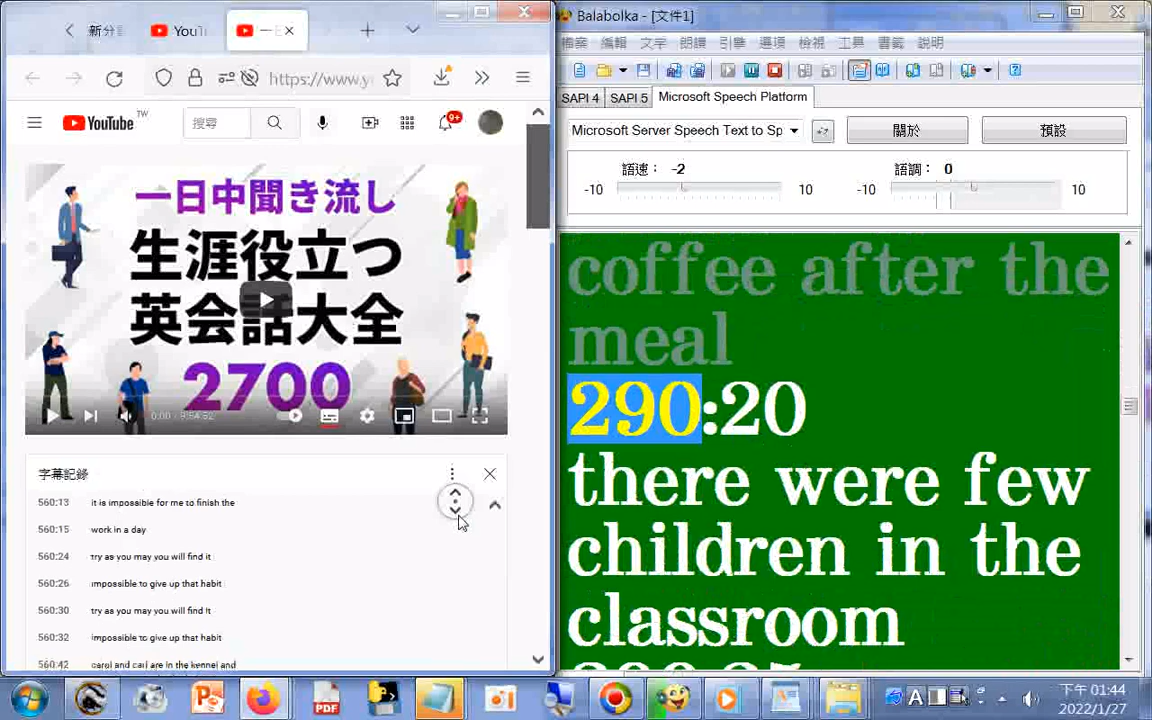 新分
YouT
https://www.y
YouTube TW
搜尋
9+
一日中聞き流し
生涯役立つ
英会話大全
2700
字幕記錄
560:13 it is impossible for me to finish the
560:15 work in a day
560:24 try as you may you will find it
560:26 impossible to give up that habit
560:30 try as you may you will find it
560:32 impossible to give up that habit
560:42 carol and carl are in the kennel and
Balabolka - [文件1]
檔案 編輯 文字 朗讀 引擎 選項 檢視 工具 書籤 說明
SAPI 4 SAPI 5 Microsoft Speech Platform
Microsoft Server Speech Text to Sp
關於 預設
語速： -2 語調： 0
-10 10 -10 10
coffee after the
meal
290:20
there were few
children in the
classroom
PDF
A
下午 01:44
2022/1/27